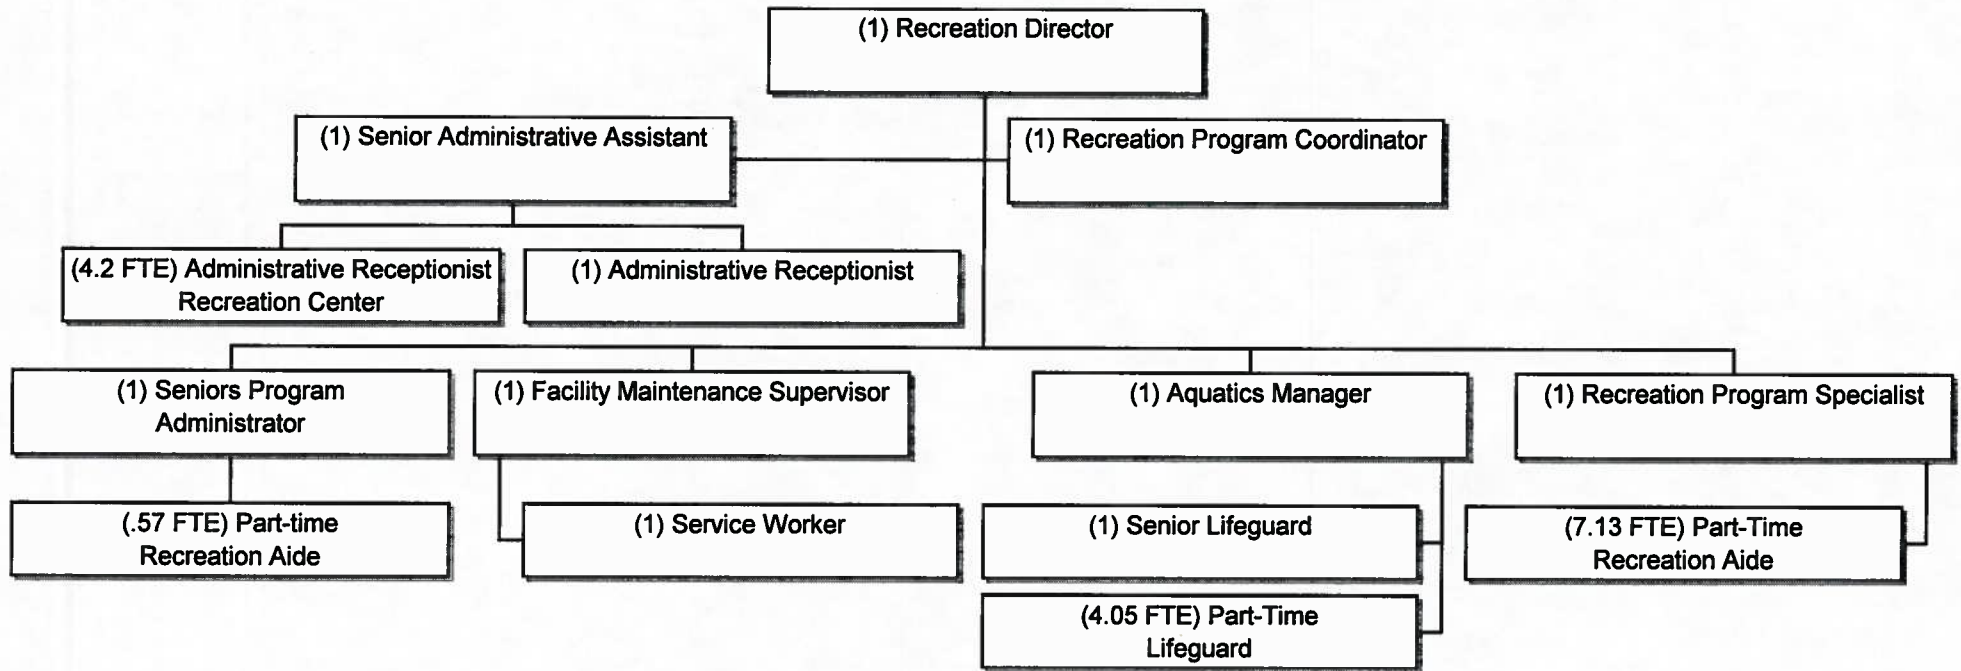 (1) Recreation Director
(1) Senior Administrative Assistant
(1) Recreation Program Coordinator
(4.2 FTE) Administrative Receptionist
Recreation Center
(1) Administrative Receptionist
(1) Seniors Program
Administrator
(1) Facility Maintenance Supervisor
(1) Aquatics Manager
(1) Recreation Program Specialist
(.57 FTE) Part-time
Recreation Aide
(1) Service Worker
(1) Senior Lifeguard
(7.13 FTE) Part-Time
Recreation Aide
(4.05 FTE) Part-Time
Lifeguard